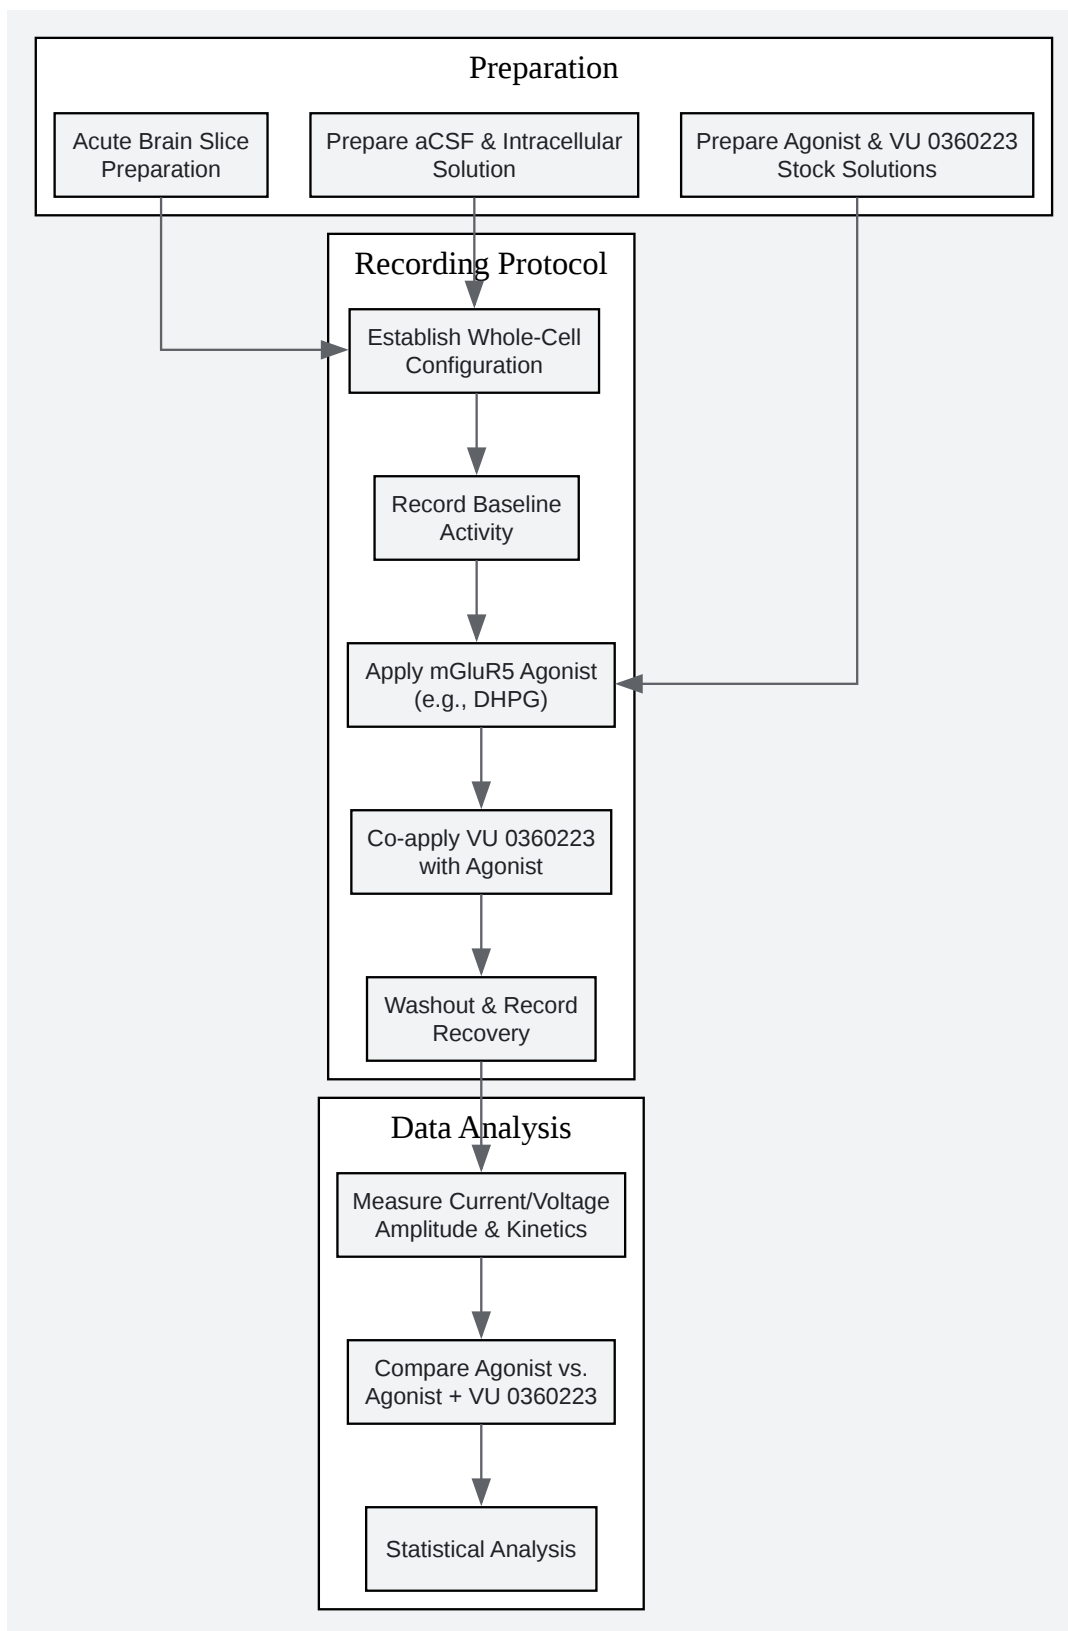 Preparation
Acute Brain Slice
Preparation
Prepare aCSF & Intracellular
Solution
Prepare Agonist & VU 0360223
Stock Solutions
Recording Protocol
Establish Whole-Cell
Configuration
Record Baseline
Activity
Apply mGluR5 Agonist
(e.g., DHPG)
Co-apply VU 0360223
with Agonist
Washout & Record
Recovery
Data Analysis
Measure Current/Voltage
Amplitude & Kinetics
Compare Agonist vs.
Agonist + VU 0360223
Statistical Analysis